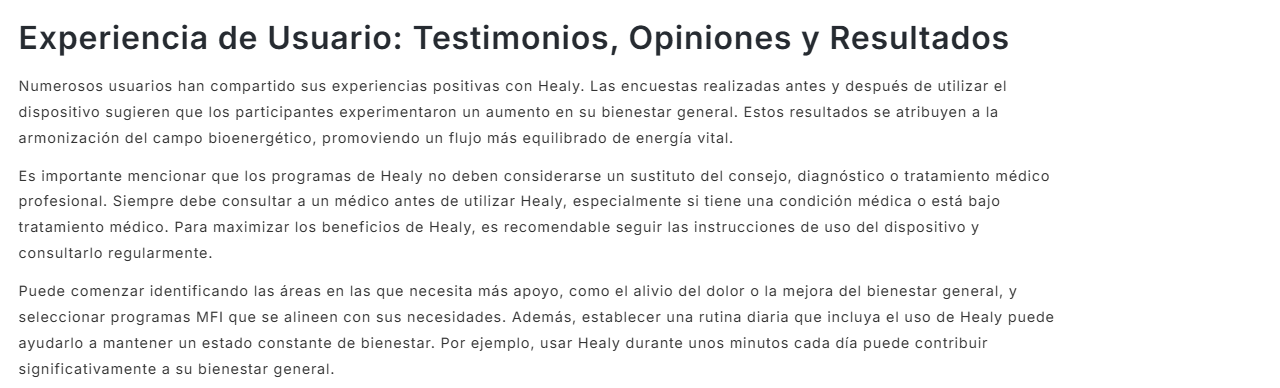 Experiencia de Usuario: Testimonios, Opiniones y Resultados
Numerosos usuarios han compartido sus experiencias positivas con Healy. Las encuestas realizadas antes y después de utilizar el
dispositivo sugieren que los participantes experimentaron un aumento en su bienestar general. Estos resultados se atribuyen a la
armonización del campo bioenergético, promoviendo un flujo más equilibrado de energía vital.
Es importante mencionar que los programas de Healy no deben considerarse un sustituto del consejo, diagnóstico o tratamiento médico
profesional. Siempre debe consultar a un médico antes de utilizar Healy, especialmente si tiene una condición médica o está bajo
tratamiento médico. Para maximizar los beneficios de Healy, es recomendable seguir las instrucciones de uso del dispositivo y
consultarlo regularmente.
Puede comenzar identificando las áreas en las que necesita más apoyo, como el alivio del dolor o la mejora del bienestar general, y
seleccionar programas MFI que se alineen con sus necesidades. Además, establecer una rutina diaria que incluya el uso de Healy puede
ayudarlo a mantener un estado constante de bienestar. Por ejemplo, usar Healy durante unos minutos cada día puede contribuir
significativamente a su bienestar general.